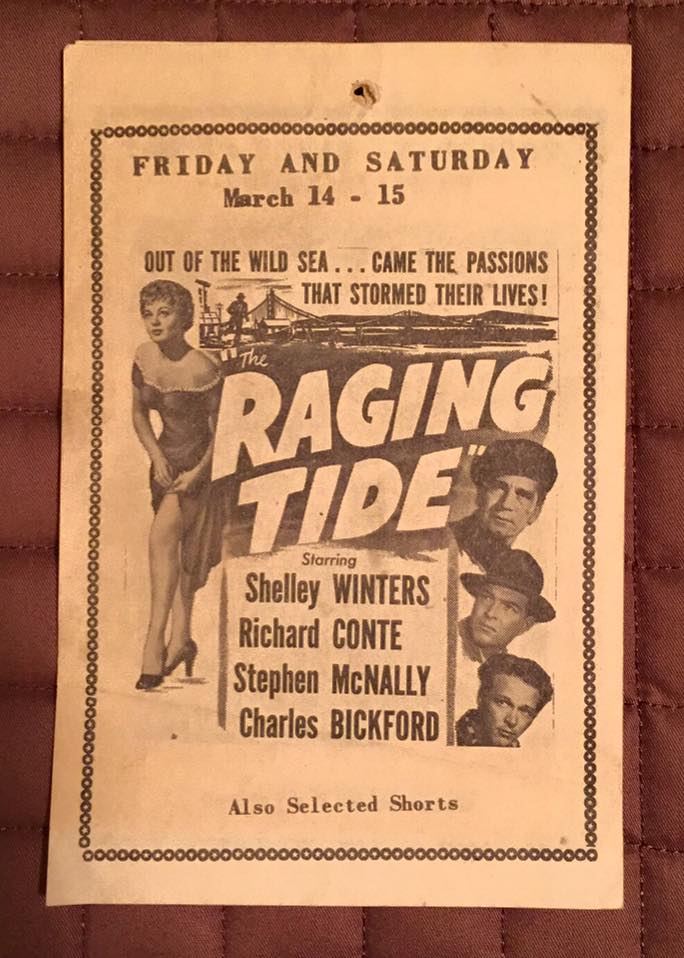 FRIDAY AND SATURDAY
March 14 - 15
OUT OF THE WILD SEA... CAME THE PASSIONS
THAT STORMED THEIR LIVES!
"The
RAGING
TIDE"
Starring
Shelley WINTERS
Richard CONTE
Stephen McNALLY
Charles BICKFORD
Also Selected Shorts